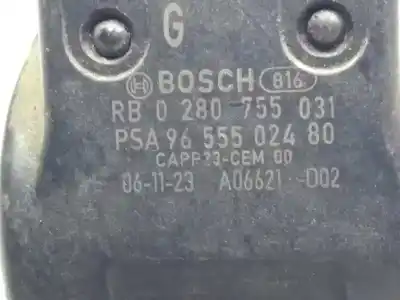 G
BOSCH 816
RB 0 280 755 031
PSA 96 555 024 80
CAPP23-CEM 00
06-11-23 A06621 -D02